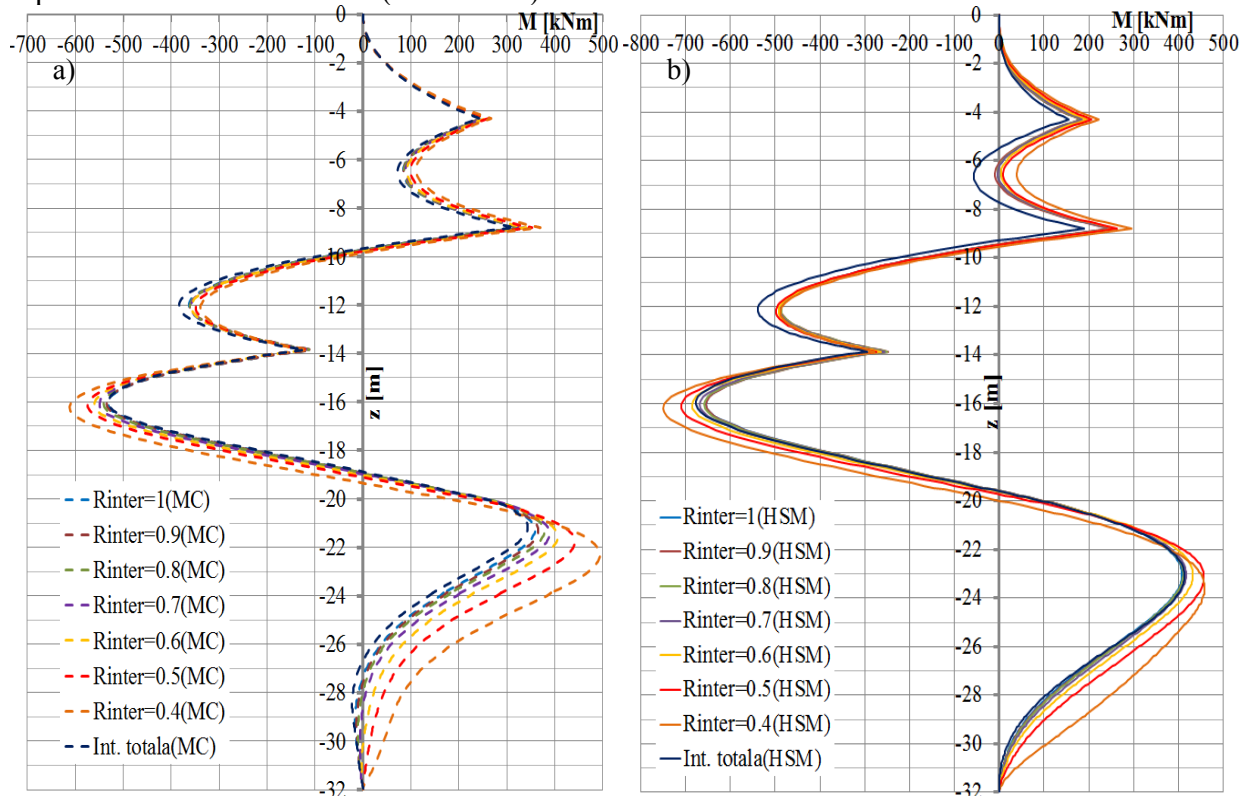 M [kNm]
-700 -600 -500 -400 -300 -200 -100 0 100 200 300 400 500
a)
0
-2
-4
-6
-8
-10
-12
-14
-16
-18
-20
-22
-24
-26
-28
-30
-32
z [m]
Rinter=1(MC)
Rinter=0.9(MC)
Rinter=0.8(MC)
Rinter=0.7(MC)
Rinter=0.6(MC)
Rinter=0.5(MC)
Rinter=0.4(MC)
Int. totala(MC)
M [kNm]
-800 -700 -600 -500 -400 -300 -200 -100 0 100 200 300 400 500
b)
0
-2
-4
-6
-8
-10
-12
-14
-16
-18
-20
-22
-24
-26
-28
-30
-32
z [m]
Rinter=1(HSM)
Rinter=0.9(HSM)
Rinter=0.8(HSM)
Rinter=0.7(HSM)
Rinter=0.6(HSM)
Rinter=0.5(HSM)
Rinter=0.4(HSM)
Int. totala(HSM)